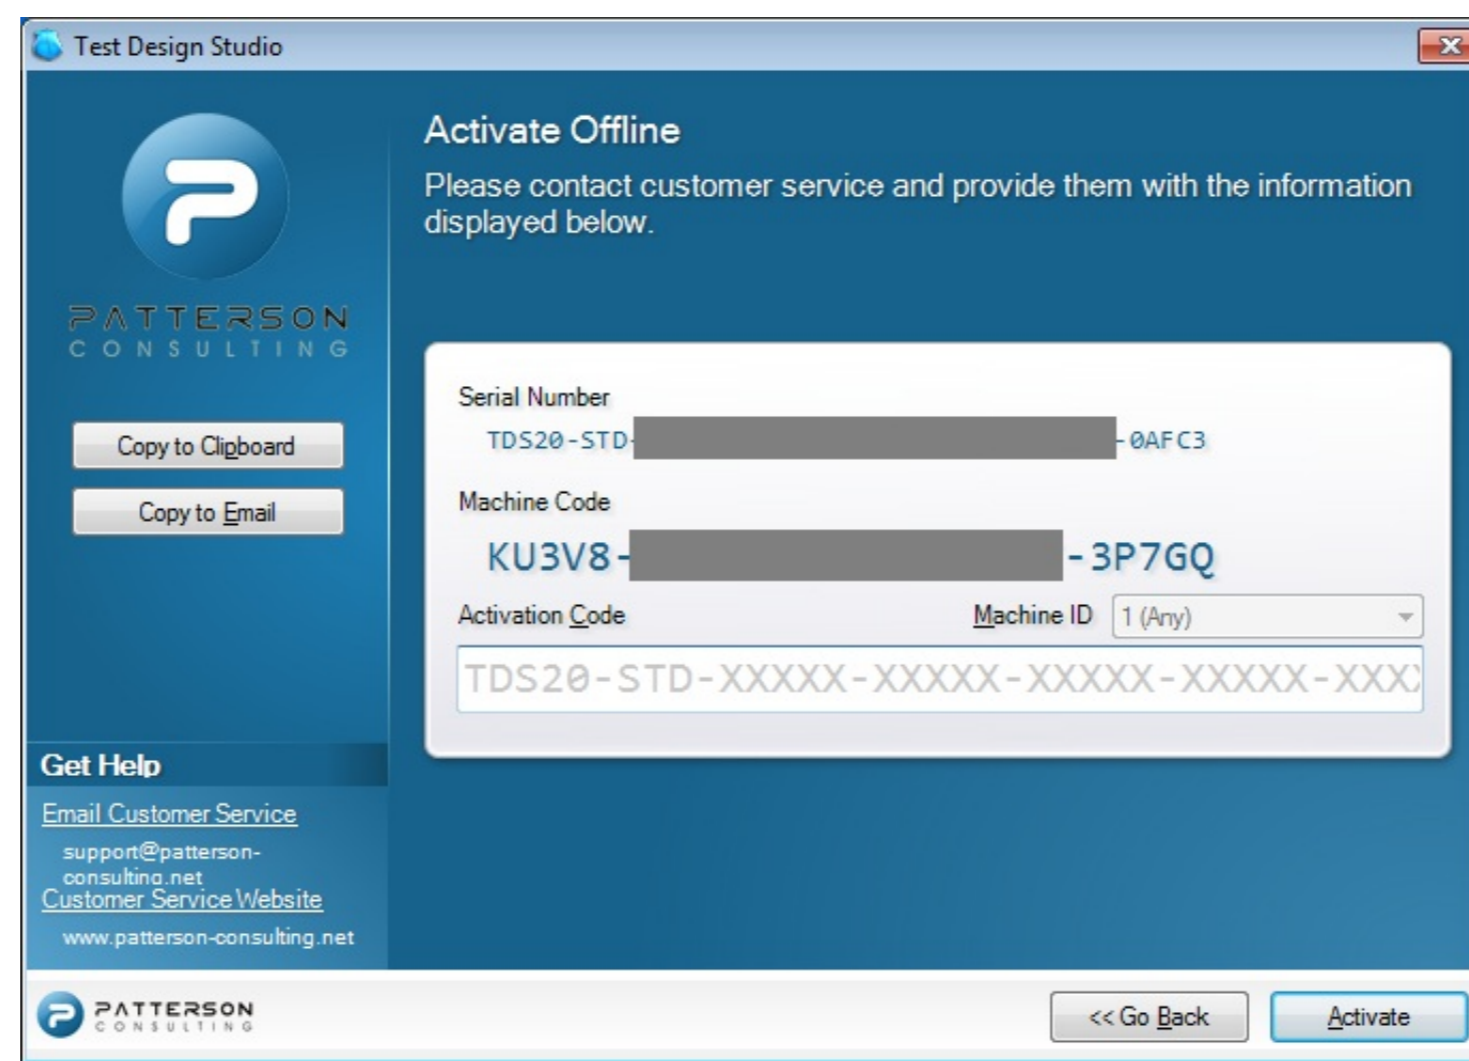 Test Design Studio
PATTERSON
CONSULTING
Copy to Clipboard
Copy to Email
Get Help
Email Customer Service
support@patterson-
consulting.net
Customer Service Website
www.patterson-consulting.net
Activate Offline
Please contact customer service and provide them with the information
displayed below.
Serial Number
TDS20-STD- -0AFC3
Machine Code
KU3V8- -3P7GQ
Activation Code Machine ID 1 (Any)
TDS20-STD-XXXXX-XXXXX-XXXXX-XXXXX-XXX
PATTERSON
CONSULTING
<< Go Back Activate